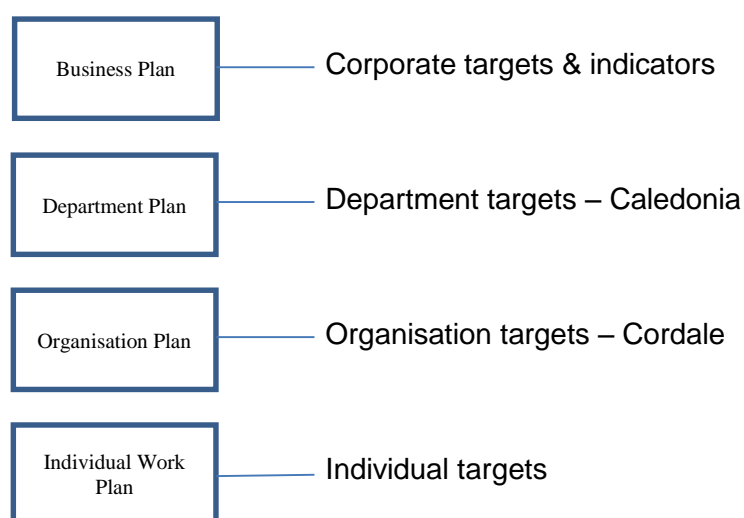 Business Plan
Corporate targets & indicators
Department Plan
Department targets – Caledonia
Organisation Plan
Organisation targets – Cordale
Individual Work
Plan
Individual targets